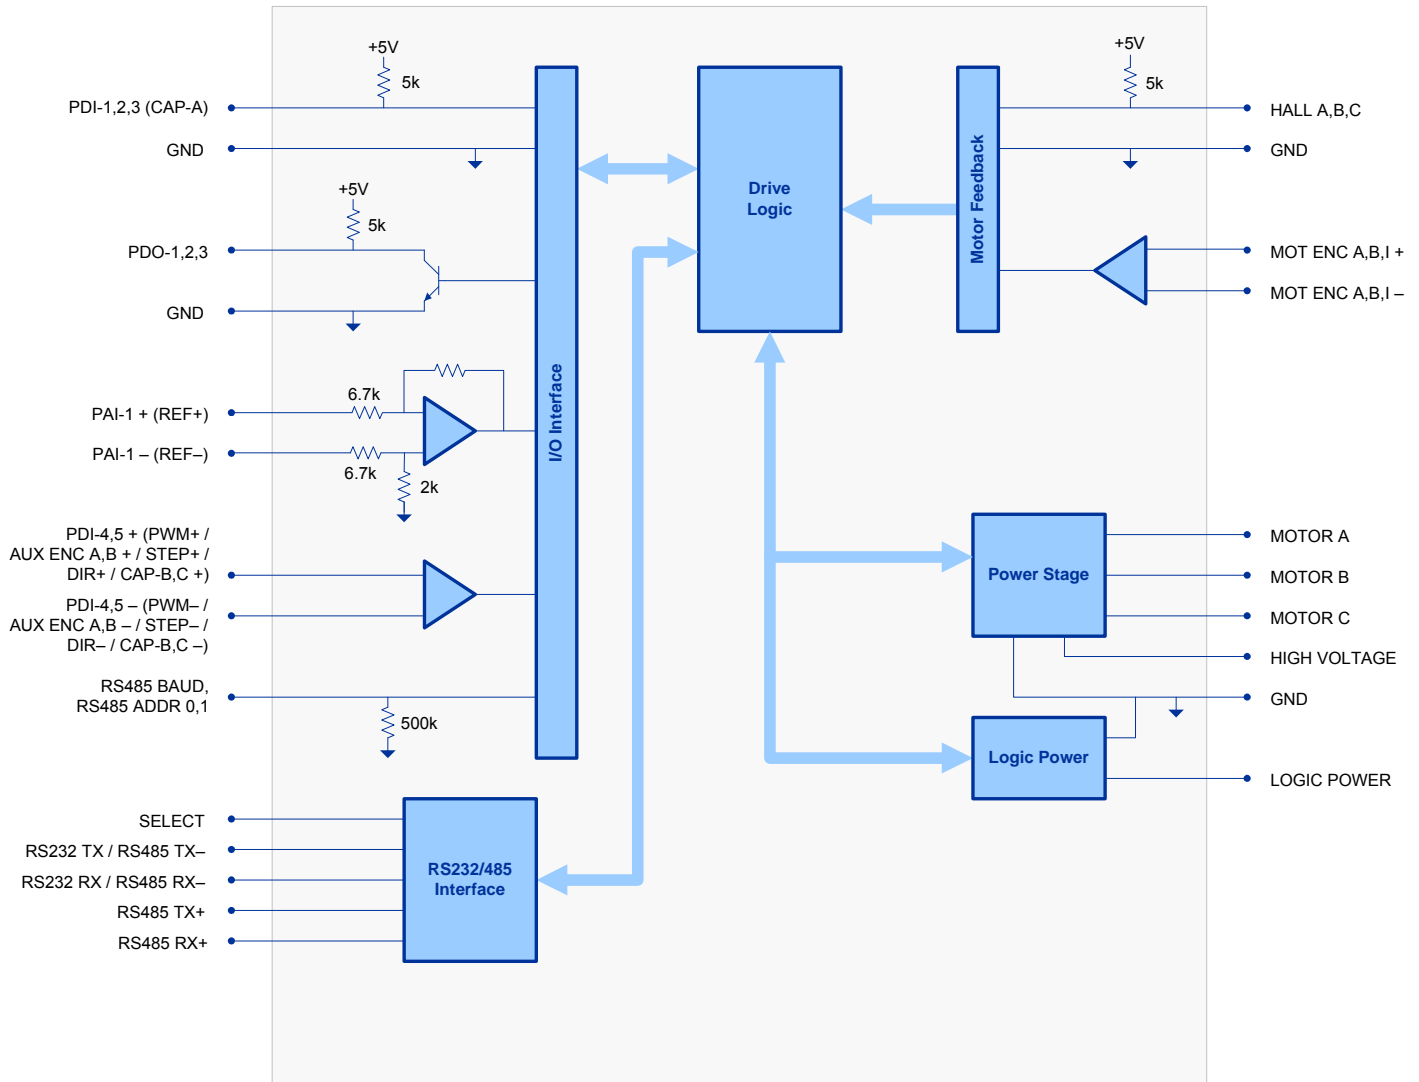 +5V
5k
PDI-1,2,3 (CAP-A)
GND
+5V
5k
PDO-1,2,3
GND
6.7k
PAI-1 + (REF+)
PAI-1 – (REF–)
6.7k
2k
PDI-4,5 + (PWM+ /
AUX ENC A,B + / STEP+ /
DIR+ / CAP-B,C +)
PDI-4,5 – (PWM– /
AUX ENC A,B – / STEP– /
DIR– / CAP-B,C –)
RS485 BAUD,
RS485 ADDR 0,1
500k
I/O Interface
SELECT
RS232 TX / RS485 TX–
RS232 RX / RS485 RX–
RS485 TX+
RS485 RX+
RS232/485
Interface
Drive
Logic
Motor Feedback
+5V
5k
HALL A,B,C
GND
MOT ENC A,B,I +
MOT ENC A,B,I –
Power Stage
MOTOR A
MOTOR B
MOTOR C
HIGH VOLTAGE
GND
Logic Power
LOGIC POWER